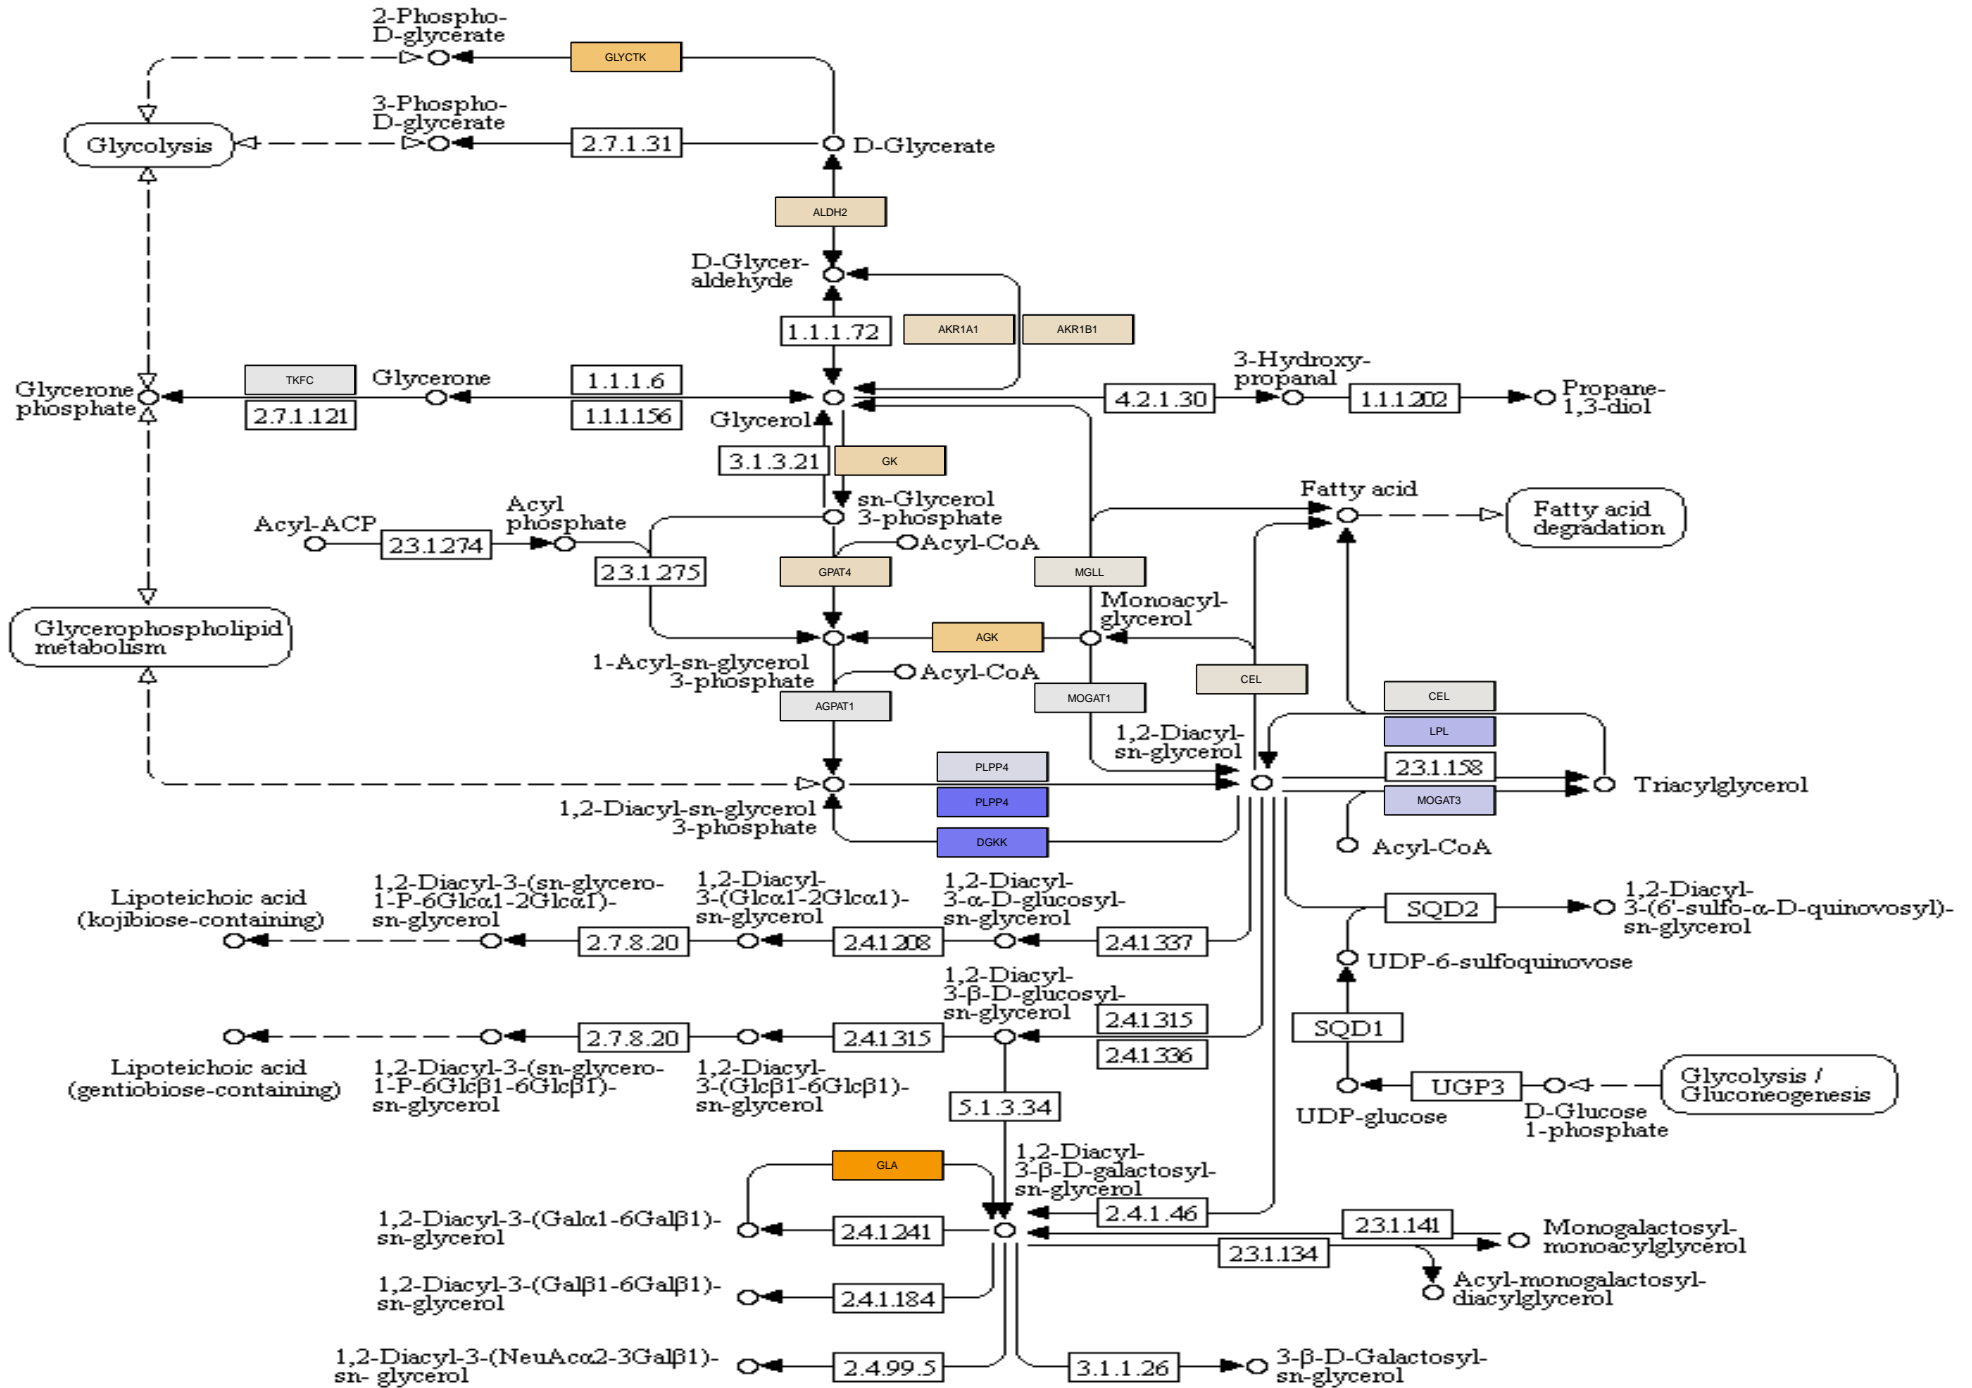 2-Phospho-
D-glycerate
GLYCTK
3-Phospho-
D-glycerate
Glycolysis
2.7.1.31
D-Glycerate
ALDH2
D-Glycer-
aldehyde
1.1.1.72
AKR1A1
AKR1B1
3-Hydroxy-
propanal
TKFC
Glycerone
phosphate
Glycerone
1.1.1.6
2.7.1.121
1.1.1.156
Glycerol
4.2.1.30
1.1.1.202
Propane-
1,3-diol
3.1.3.21
GK
sn-Glycerol
3-phosphate
Fatty acid
Fatty acid
degradation
Acyl-ACP
2.3.1.274
Acyl
phosphate
2.3.1.275
Acyl-CoA
GPAT4
MGLL
Monoacyl-
glycerol
Glycerophospholipid
metabolism
AGK
1-Acyl-sn-glycerol
3-phosphate
Acyl-CoA
CEL
CEL
AGPAT1
MOGAT1
LPL
1,2-Diacyl-
sn-glycerol
PLPP4
2.3.1.158
Triacylglycerol
PLPP4
MOGAT3
1,2-Diacyl-sn-glycerol
3-phosphate
DGKK
Acyl-CoA
Lipoteichoic acid
(kojibiose-containing)
1,2-Diacyl-3-(sn-glycero-
1-P-6Glcα1-2Glcα1)-
sn-glycerol
1,2-Diacyl-
3-(Glcα1-2Glcα1)-
sn-glycerol
1,2-Diacyl-
3-α-D-glucosyl-
sn-glycerol
SQD2
1,2-Diacyl-
3-(6'-sulfo-α-D-quinovosyl)-
sn-glycerol
2.7.8.20
2.4.1.208
2.4.1.337
UDP-6-sulfoquinovose
1,2-Diacyl-
3-β-D-glucosyl-
sn-glycerol
2.4.1.315
SQD1
2.7.8.20
2.4.1.315
2.4.1.336
Lipoteichoic acid
(gentiobiose-containing)
1,2-Diacyl-3-(sn-glycero-
1-P-6Glcβ1-6Glcβ1)-
sn-glycerol
1,2-Diacyl-
3-(Glcβ1-6Glcβ1)-
sn-glycerol
UGP3
Glycolysis /
Gluconeogenesis
5.1.3.34
UDP-glucose
D-Glucose
1-phosphate
GLA
1,2-Diacyl-
3-β-D-galactosyl-
sn-glycerol
2.4.1.46
1,2-Diacyl-3-(Galα1-6Galβ1)-
sn-glycerol
2.4.1.241
2.3.1.141
2.3.1.134
Monogalactosyl-
monoacylglycerol
1,2-Diacyl-3-(Galβ1-6Galβ1)-
sn-glycerol
2.4.1.184
Acyl-monogalactosyl-
diacylglycerol
1,2-Diacyl-3-(NeuAcα2-3Galβ1)-
sn- glycerol
2.4.99.5
3.1.1.26
3-β-D-Galactosyl-
sn-glycerol